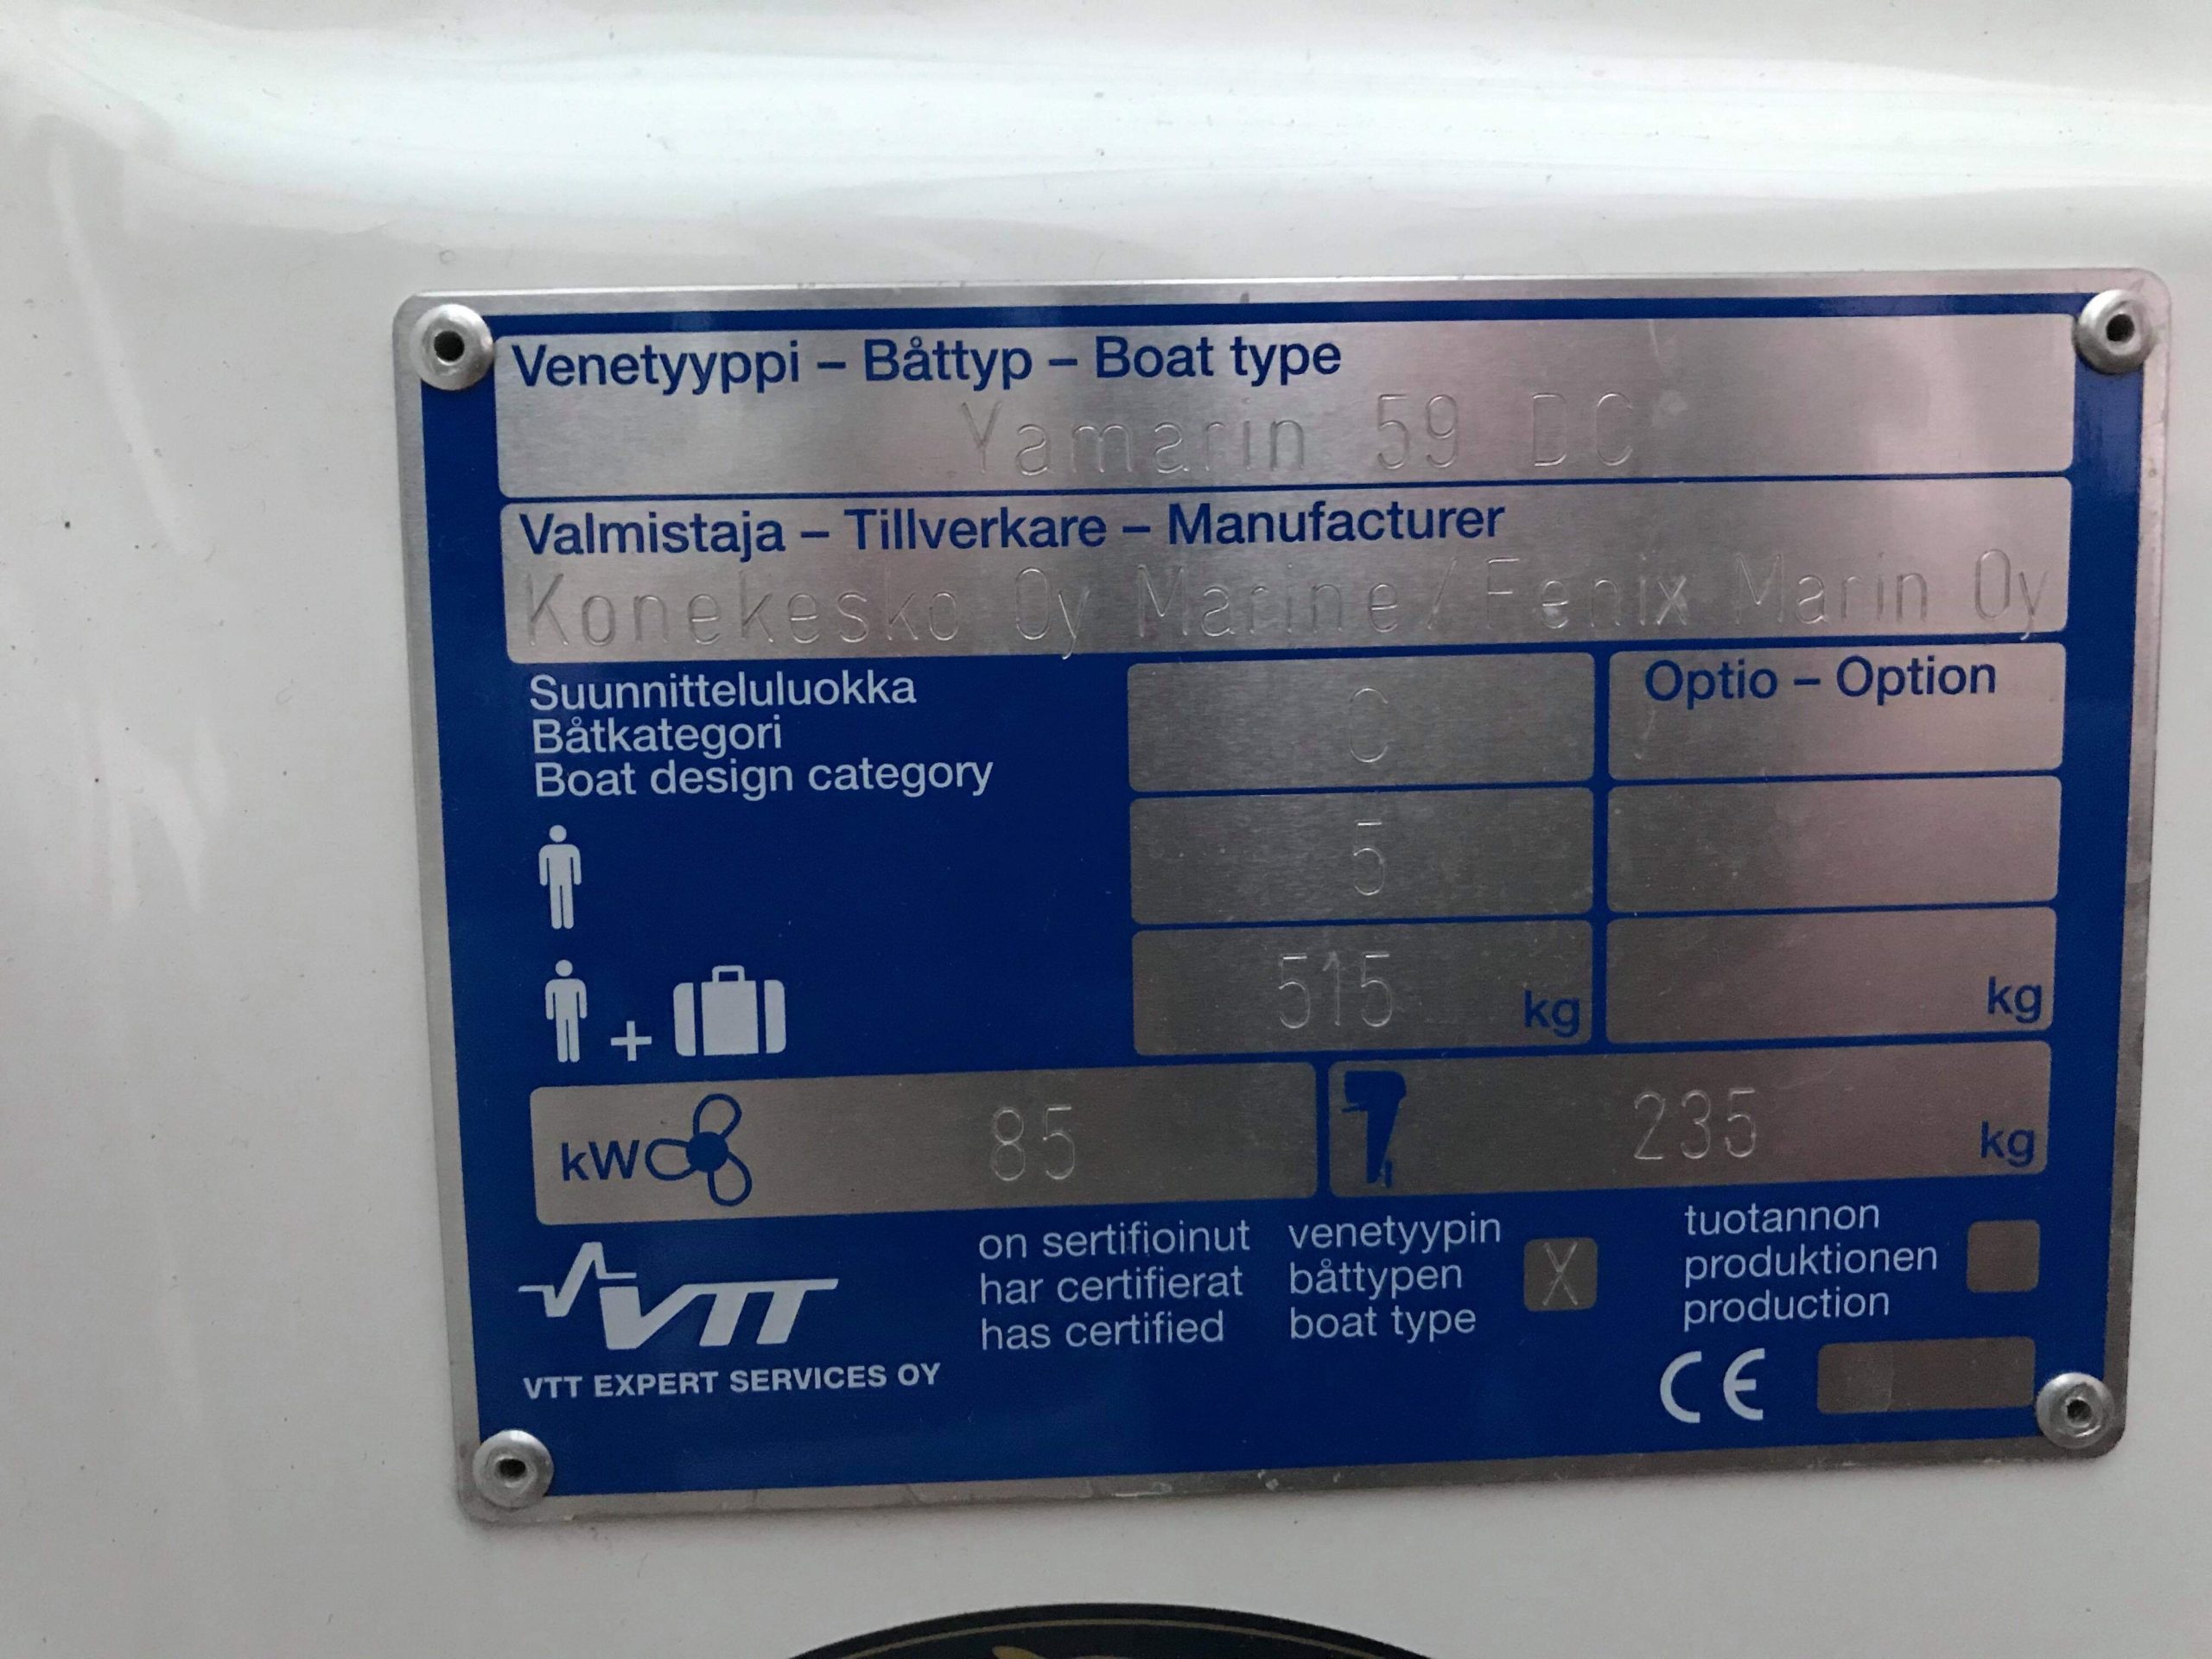 Venetyyppi – Båttyp – Boat type
Yamarin 59 DC
Valmistaja – Tillverkare – Manufacturer
Konekesko Oy Marine/Fenix Marin Oy
Suunnitteluluokka
Båtkategori
Boat design category
C
Optio – Option
5
+
515 kg
kg
kW 85
235 kg
VTT
VTT EXPERT SERVICES OY
on sertifioinut
har certifierat
has certified
venetyypin
båttypen
boat type
X
tuotannon
produktionen
production
CE